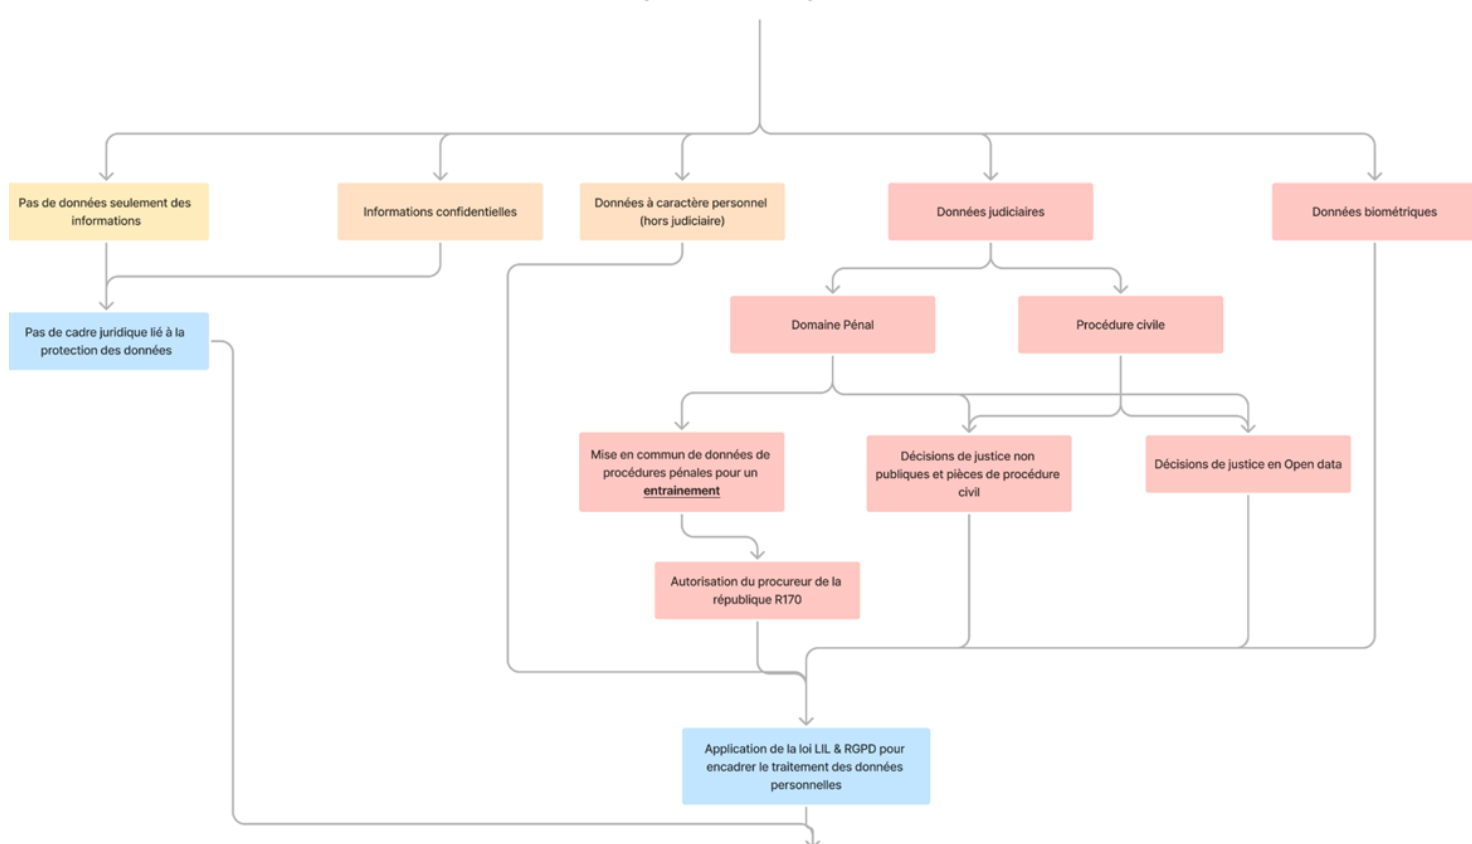 Pas de données seulement des
informations
Informations confidentielles
Données à caractère personnel
(hors judiciaire)
Données judiciaires
Données biométriques
Domaine Pénal
Procédure civile
Pas de cadre juridique lié à la
protection des données
Mise en commun de données de
procédures pénales pour un
entrainement
Décisions de justice non
publiques et pièces de procédure
civil
Décisions de justice en Open data
Autorisation du procureur de la
république R170
Application de la loi LIL & RGPD pour
encadrer le traitement des données
personnelles